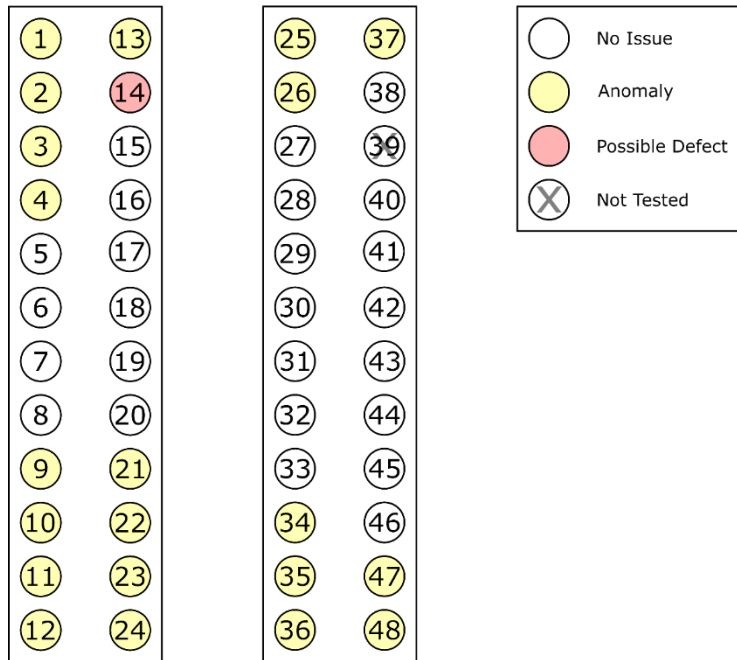 1 13 25 37 No Issue
2 14 26 38 Anomaly
3 15 27 39 Possible Defect
4 16 28 40 X Not Tested
5 17 29 41
6 18 30 42
7 19 31 43
8 20 32 44
9 21 33 45
10 22 34 46
11 23 35 47
12 24 36 48